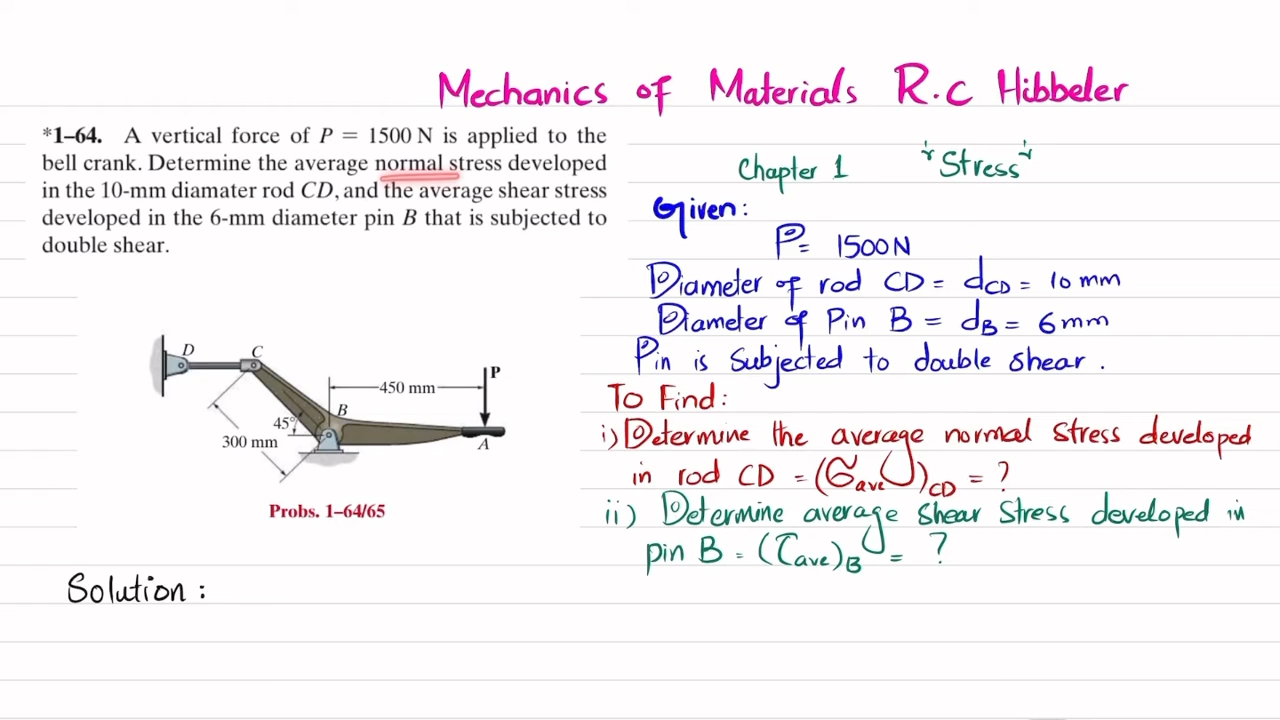 Mechanics of Materials R.C Hibbeler
*1–64. A vertical force of P = 1500 N is applied to the
bell crank. Determine the average normal stress developed
in the 10-mm diamater rod CD, and the average shear stress
developed in the 6-mm diameter pin B that is subjected to
double shear.
Chapter 1 "Stress"
Given:
P = 1500N
Diameter of rod CD = dCD = 10 mm
Diameter of Pin B = dB = 6mm
Pin is Subjected to double shear.
To Find:
i) Determine the average normal Stress developed
in rod CD = (σave)CD = ?
ii) Determine average shear Stress developed in
pin B = (τave)B = ?
D
C
P
450 mm
B
45°
300 mm
A
Probs. 1–64/65
Solution: